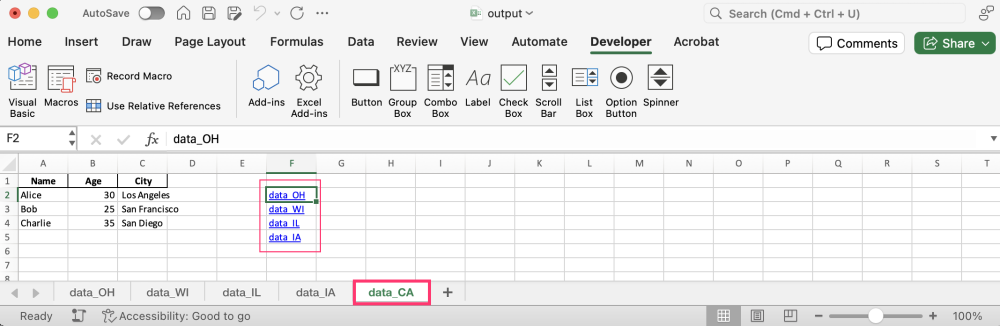 AutoSave
output
Search (Cmd + Ctrl + U)
Home Insert Draw Page Layout Formulas Data Review View Automate Developer Acrobat Comments Share
Visual Basic
Macros
Record Macro
Use Relative References
Add-ins
Excel Add-ins
Button
XYZ
Group Box
Combo Box
Aa
Label
Check Box
Scroll Bar
List Box
Option Button
Spinner
F2 fx data_OH
A B C D E F G H I J K L M N O P Q R S T
1 Name Age City
2 Alice 30 Los Angeles data_OH
3 Bob 25 San Francisco data_WI
4 Charlie 35 San Diego data_IL
5 data_IA
6
7
8
data_OH data_WI data_IL data_IA data_CA +
Ready Accessibility: Good to go 100%